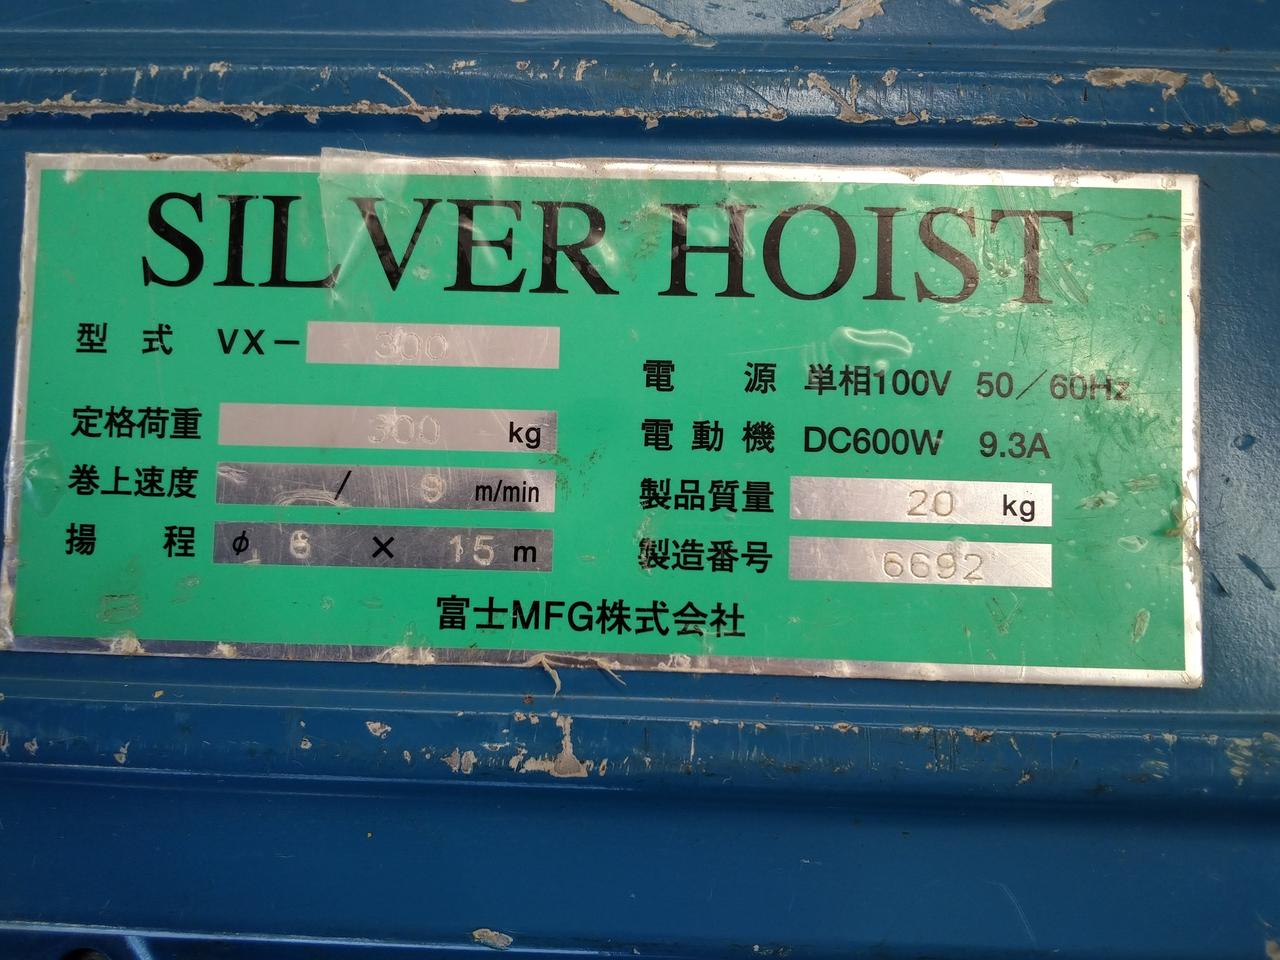 SILVER HOIST
型式 VX－300
定格荷重 300 kg
巻上速度 / 9 m/min
揚程 φ 6 × 15 m
電源 単相100V 50／60Hz
電動機 DC600W 9.3A
製品質量 20 kg
製造番号 6692
富士MFG株式会社